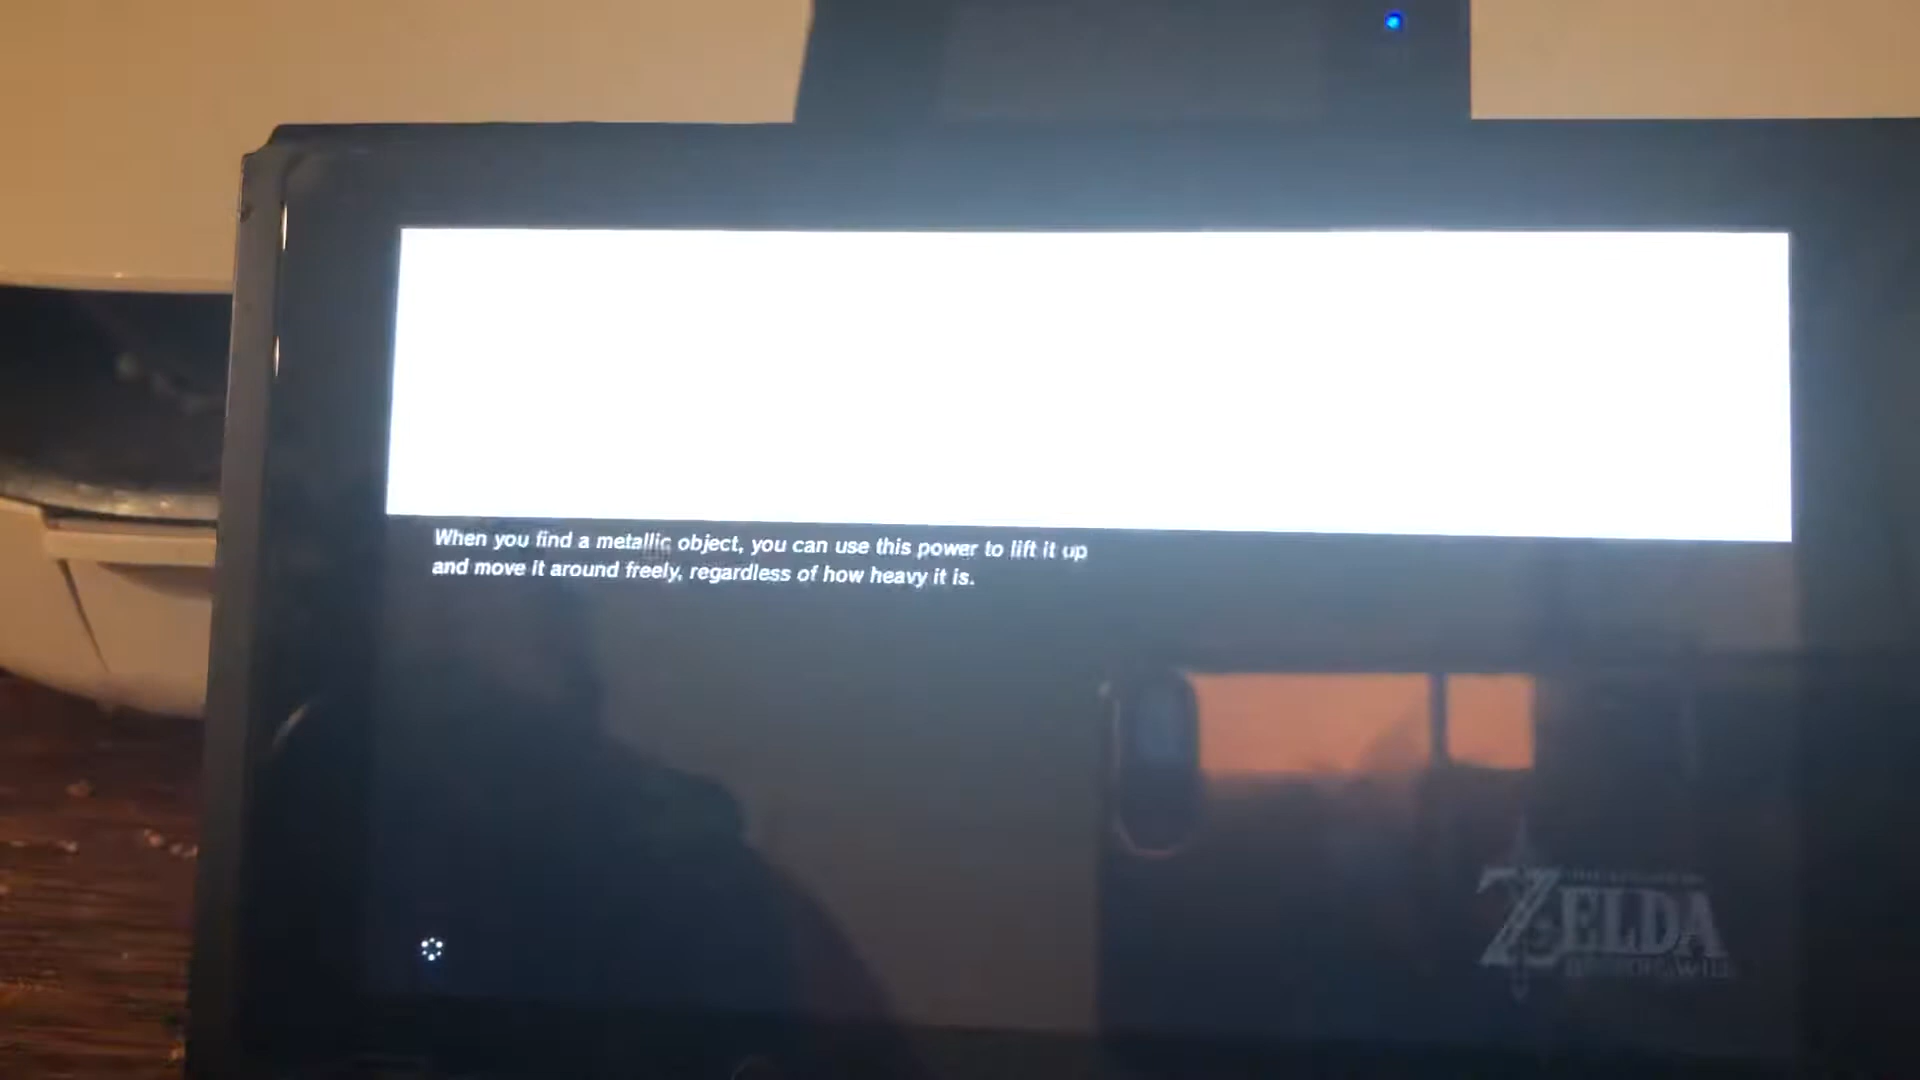 When you find a metallic object, you can use this power to lift it up
and move it around freely, regardless of how heavy it is.
ZELDA